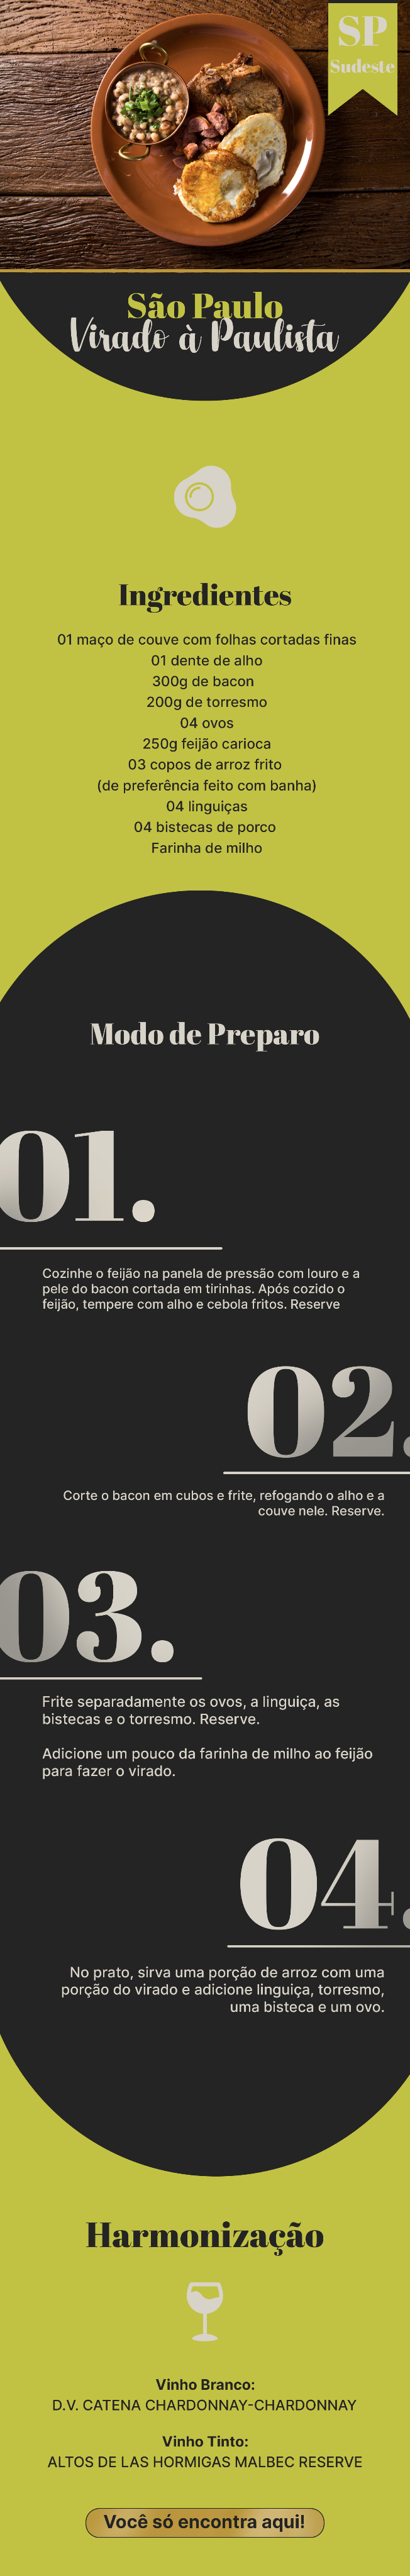 SP
Sudeste
São Paulo
Virado à Paulista
Ingredientes
01 maço de couve com folhas cortadas finas
01 dente de alho
300g de bacon
200g de torresmo
04 ovos
250g feijão carioca
03 copos de arroz frito
(de preferência feito com banha)
04 linguiças
04 bistecas de porco
Farinha de milho
Modo de Preparo
01.
Cozinhe o feijão na panela de pressão com louro e a
pele do bacon cortada em tirinhas. Após cozido o
feijão, tempere com alho e cebola fritos. Reserve
02.
Corte o bacon em cubos e frite, refogando o alho e a
couve nele. Reserve.
03.
Frite separadamente os ovos, a linguiça, as
bistecas e o torresmo. Reserve.
Adicione um pouco da farinha de milho ao feijão
para fazer o virado.
04.
No prato, sirva uma porção de arroz com uma
porção do virado e adicione linguiça, torresmo,
uma bisteca e um ovo.
Harmonização
Vinho Branco:
D.V. CATENA CHARDONNAY-CHARDONNAY
Vinho Tinto:
ALTOS DE LAS HORMIGAS MALBEC RESERVE
Você só encontra aqui!